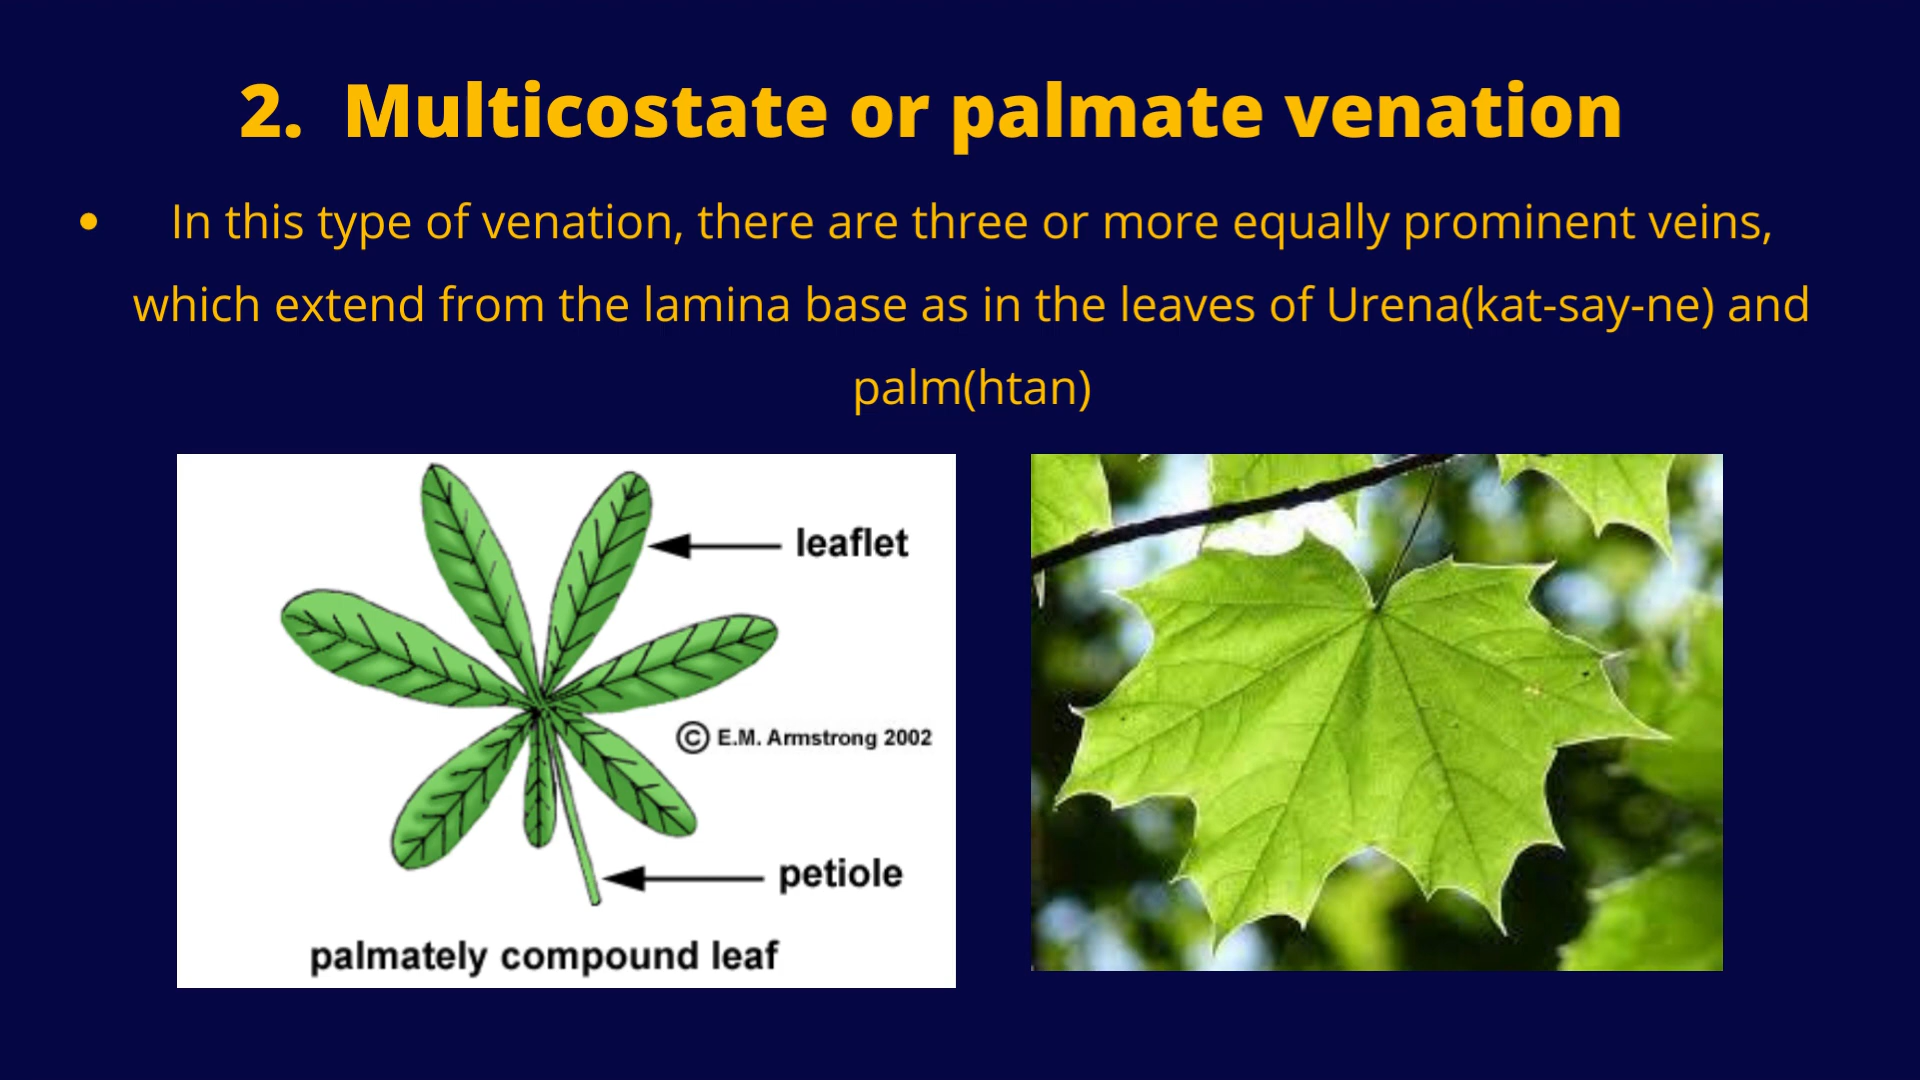 2. Multicostate or palmate venation
• In this type of venation, there are three or more equally prominent veins,
which extend from the lamina base as in the leaves of Urena(kat-say-ne) and
palm(htan)
leaflet
© E.M. Armstrong 2002
petiole
palmately compound leaf